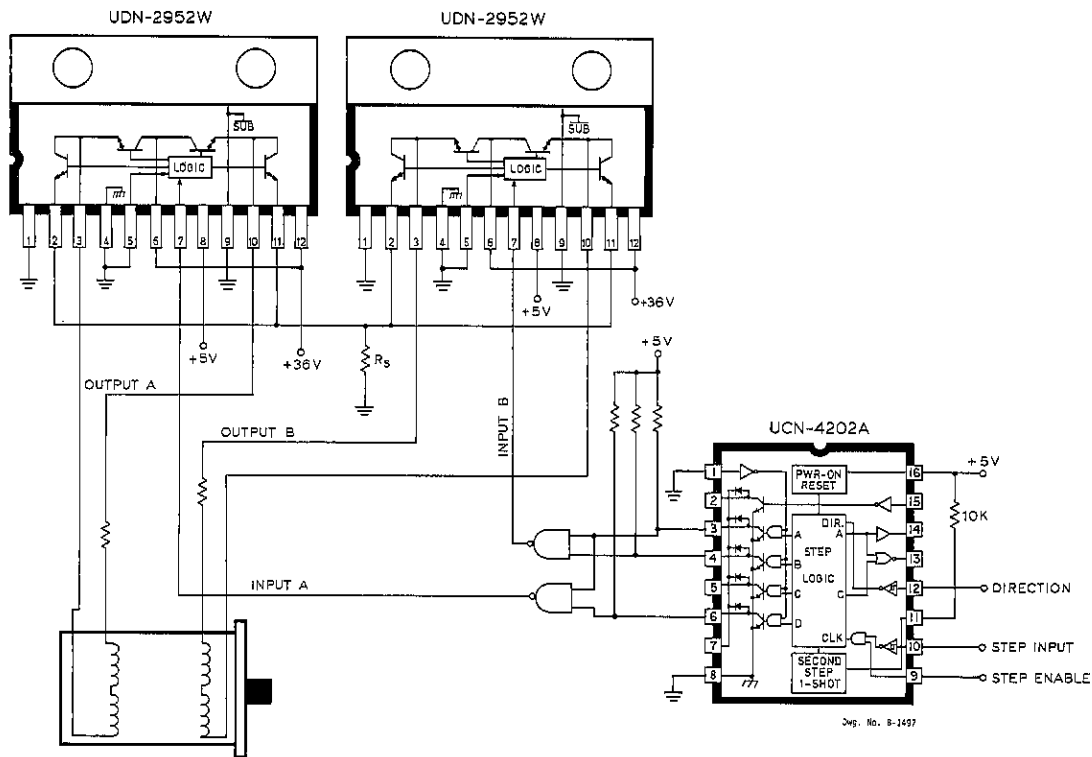 UDN-2952W
UDN-2952W
SUB
LOGIC
1 2 3 4 5 6 7 8 9 10 11 12
SUB
LOGIC
1 2 3 4 5 6 7 8 9 10 11 12
+5V
+36V
+5V
+36V
RS
+5V
OUTPUT A
OUTPUT B
INPUT B
INPUT A
UCN-4202A
+5V
10K
1
2
3
4
5
6
7
8
PWR-ON
RESET
DIR.
A
A
B
STEP
LOGIC
C
C
D
CLK
SECOND
STEP
1-SHOT
16
15
14
13
12
11
10
9
DIRECTION
STEP INPUT
STEP ENABLE
Dwg. No. B-1497